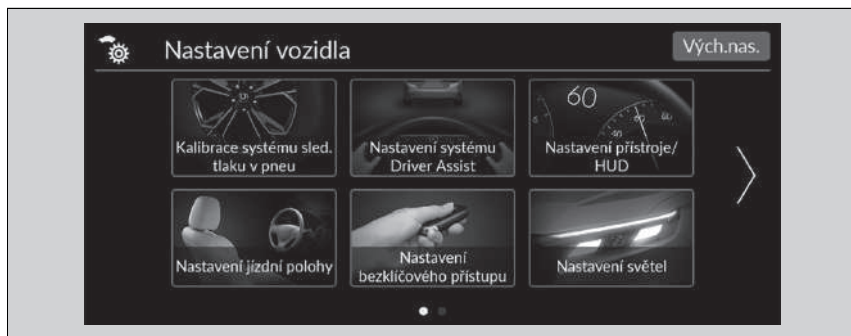 Nastavení vozidla
Vých.nas.
60
Kalibrace systému sled.
tlaku v pneu
Nastavení systému
Driver Assist
Nastavení přístroje/
HUD
Nastavení jízdní polohy
Nastavení
bezklíčového přístupu
Nastavení světel